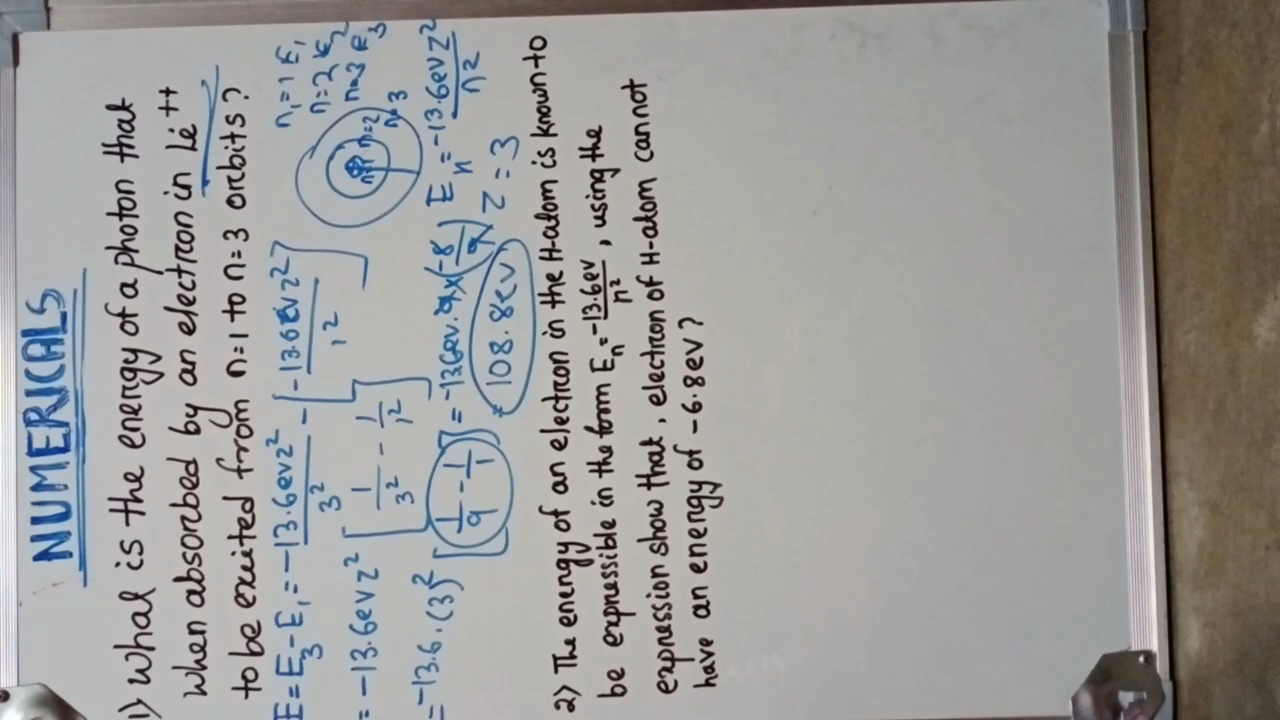 NUMERICALS
1) What is the energy of a photon that
when absorbed by an electron in Li++
to be exited from n=1 to n=3 orbits?
n₁=1 E₁
n=2 E₂
n=3 E₃
n=2
n=3
E = E₃ - E₁ = -13.6evz²/3² - [-13.6evz²/1²]
= -13.6evz² [1/3² - 1/1²]
Eₙ = -13.6evz²/n²
= -13.6.(3)² [1/9 - 1/1] = -13.6ev.9×(-8/9)
z=3
= 108.8ev
2) The energy of an electron in the H-atom is known to
be expressible in the form Eₙ = -13.6ev/n², using the
expression show that, electron of H-atom cannot
have an energy of -6.8ev?